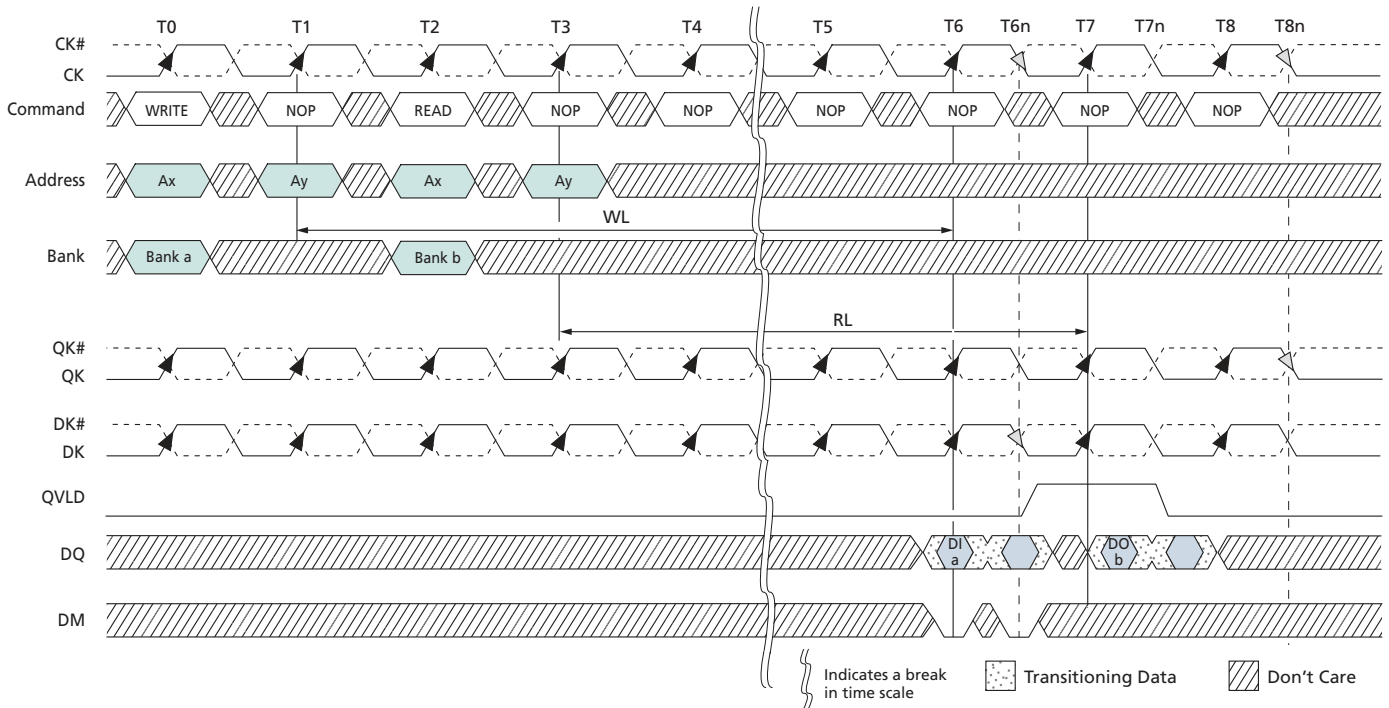 T0 T1 T2 T3 T4 T5 T6 T6n T7 T7n T8 T8n
CK#
CK
Command WRITE NOP READ NOP NOP NOP NOP NOP NOP
Address Ax Ay Ax Ay
WL
Bank Bank a Bank b
RL
QK#
QK
DK#
DK
QVLD
DQ DI a DO b
DM
Indicates a break
in time scale
Transitioning Data
Don't Care